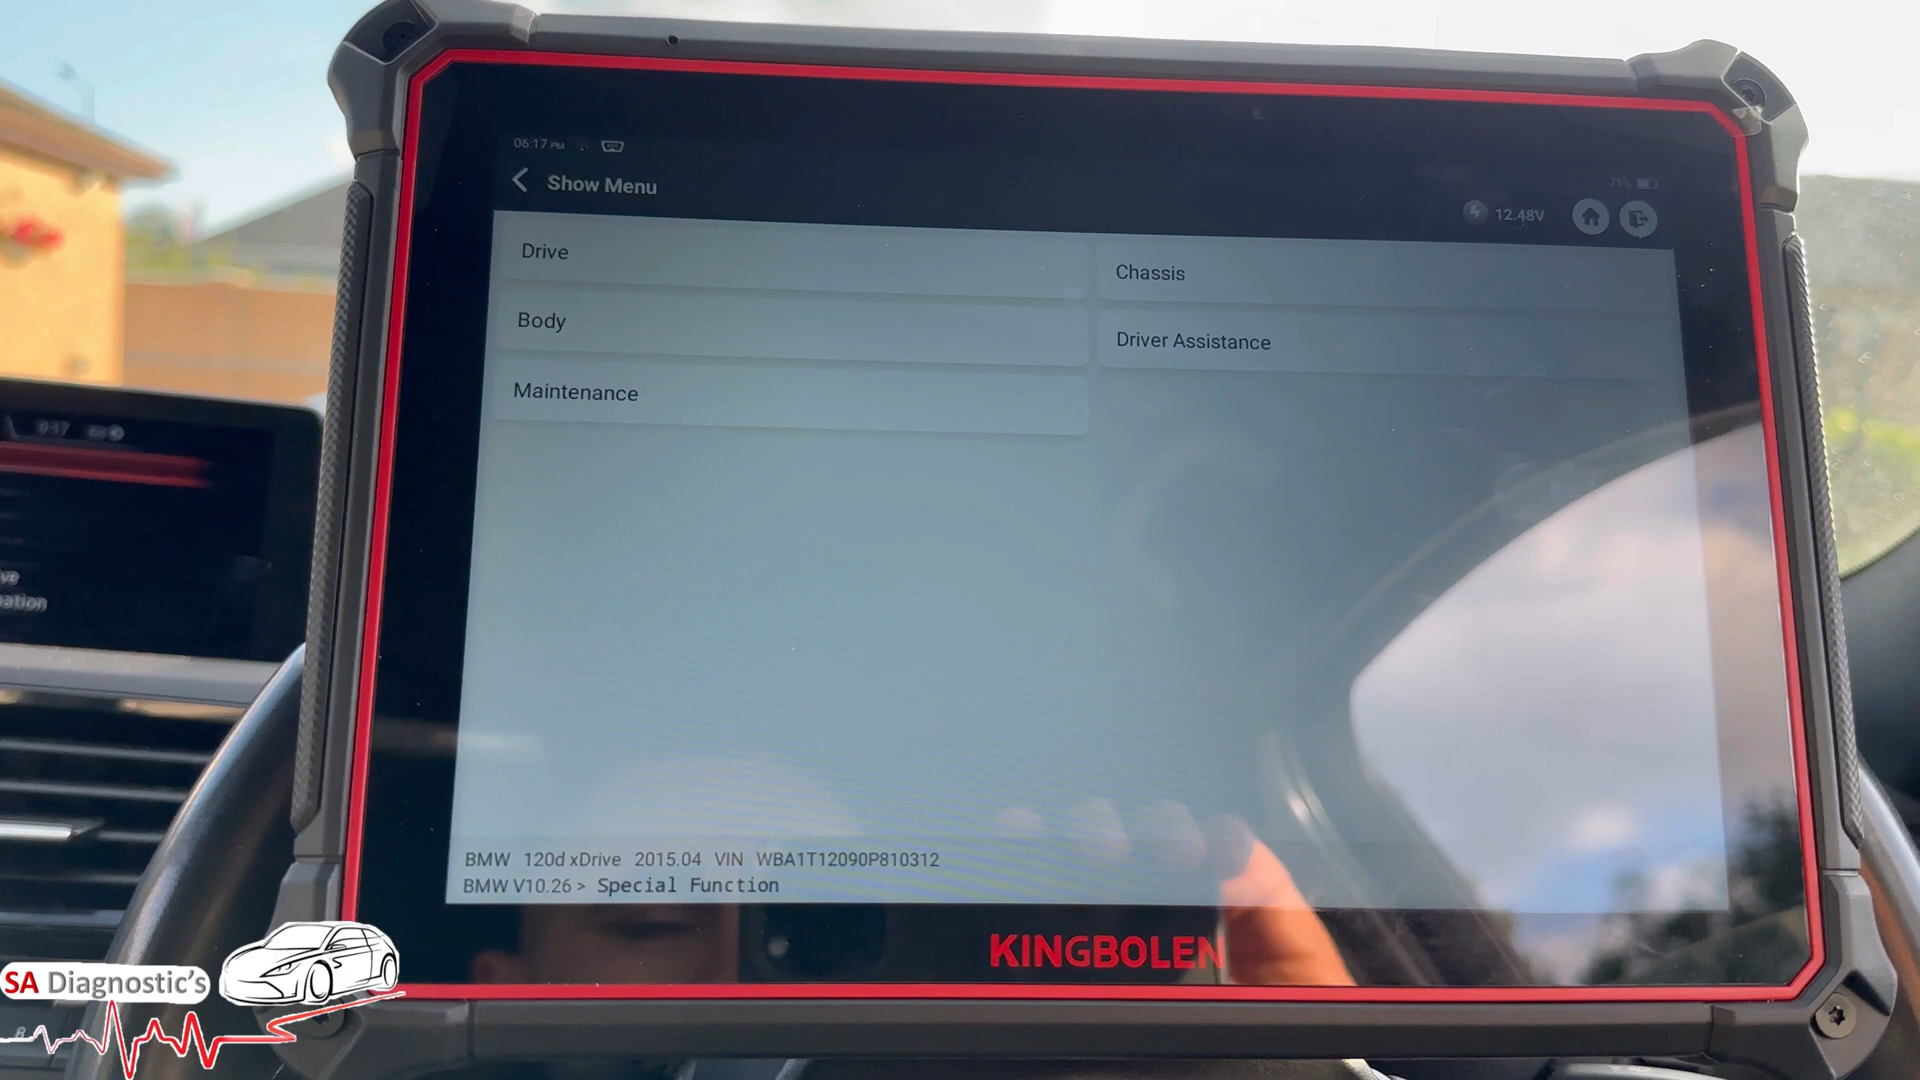 06:17 PM
71%
Show Menu
12.48V
Drive
Chassis
Body
Driver Assistance
Maintenance
BMW 120d xDrive 2015.04 VIN WBA1T12090P810312
BMW V10.26 > Special Function
KINGBOLEN
SA Diagnostic's